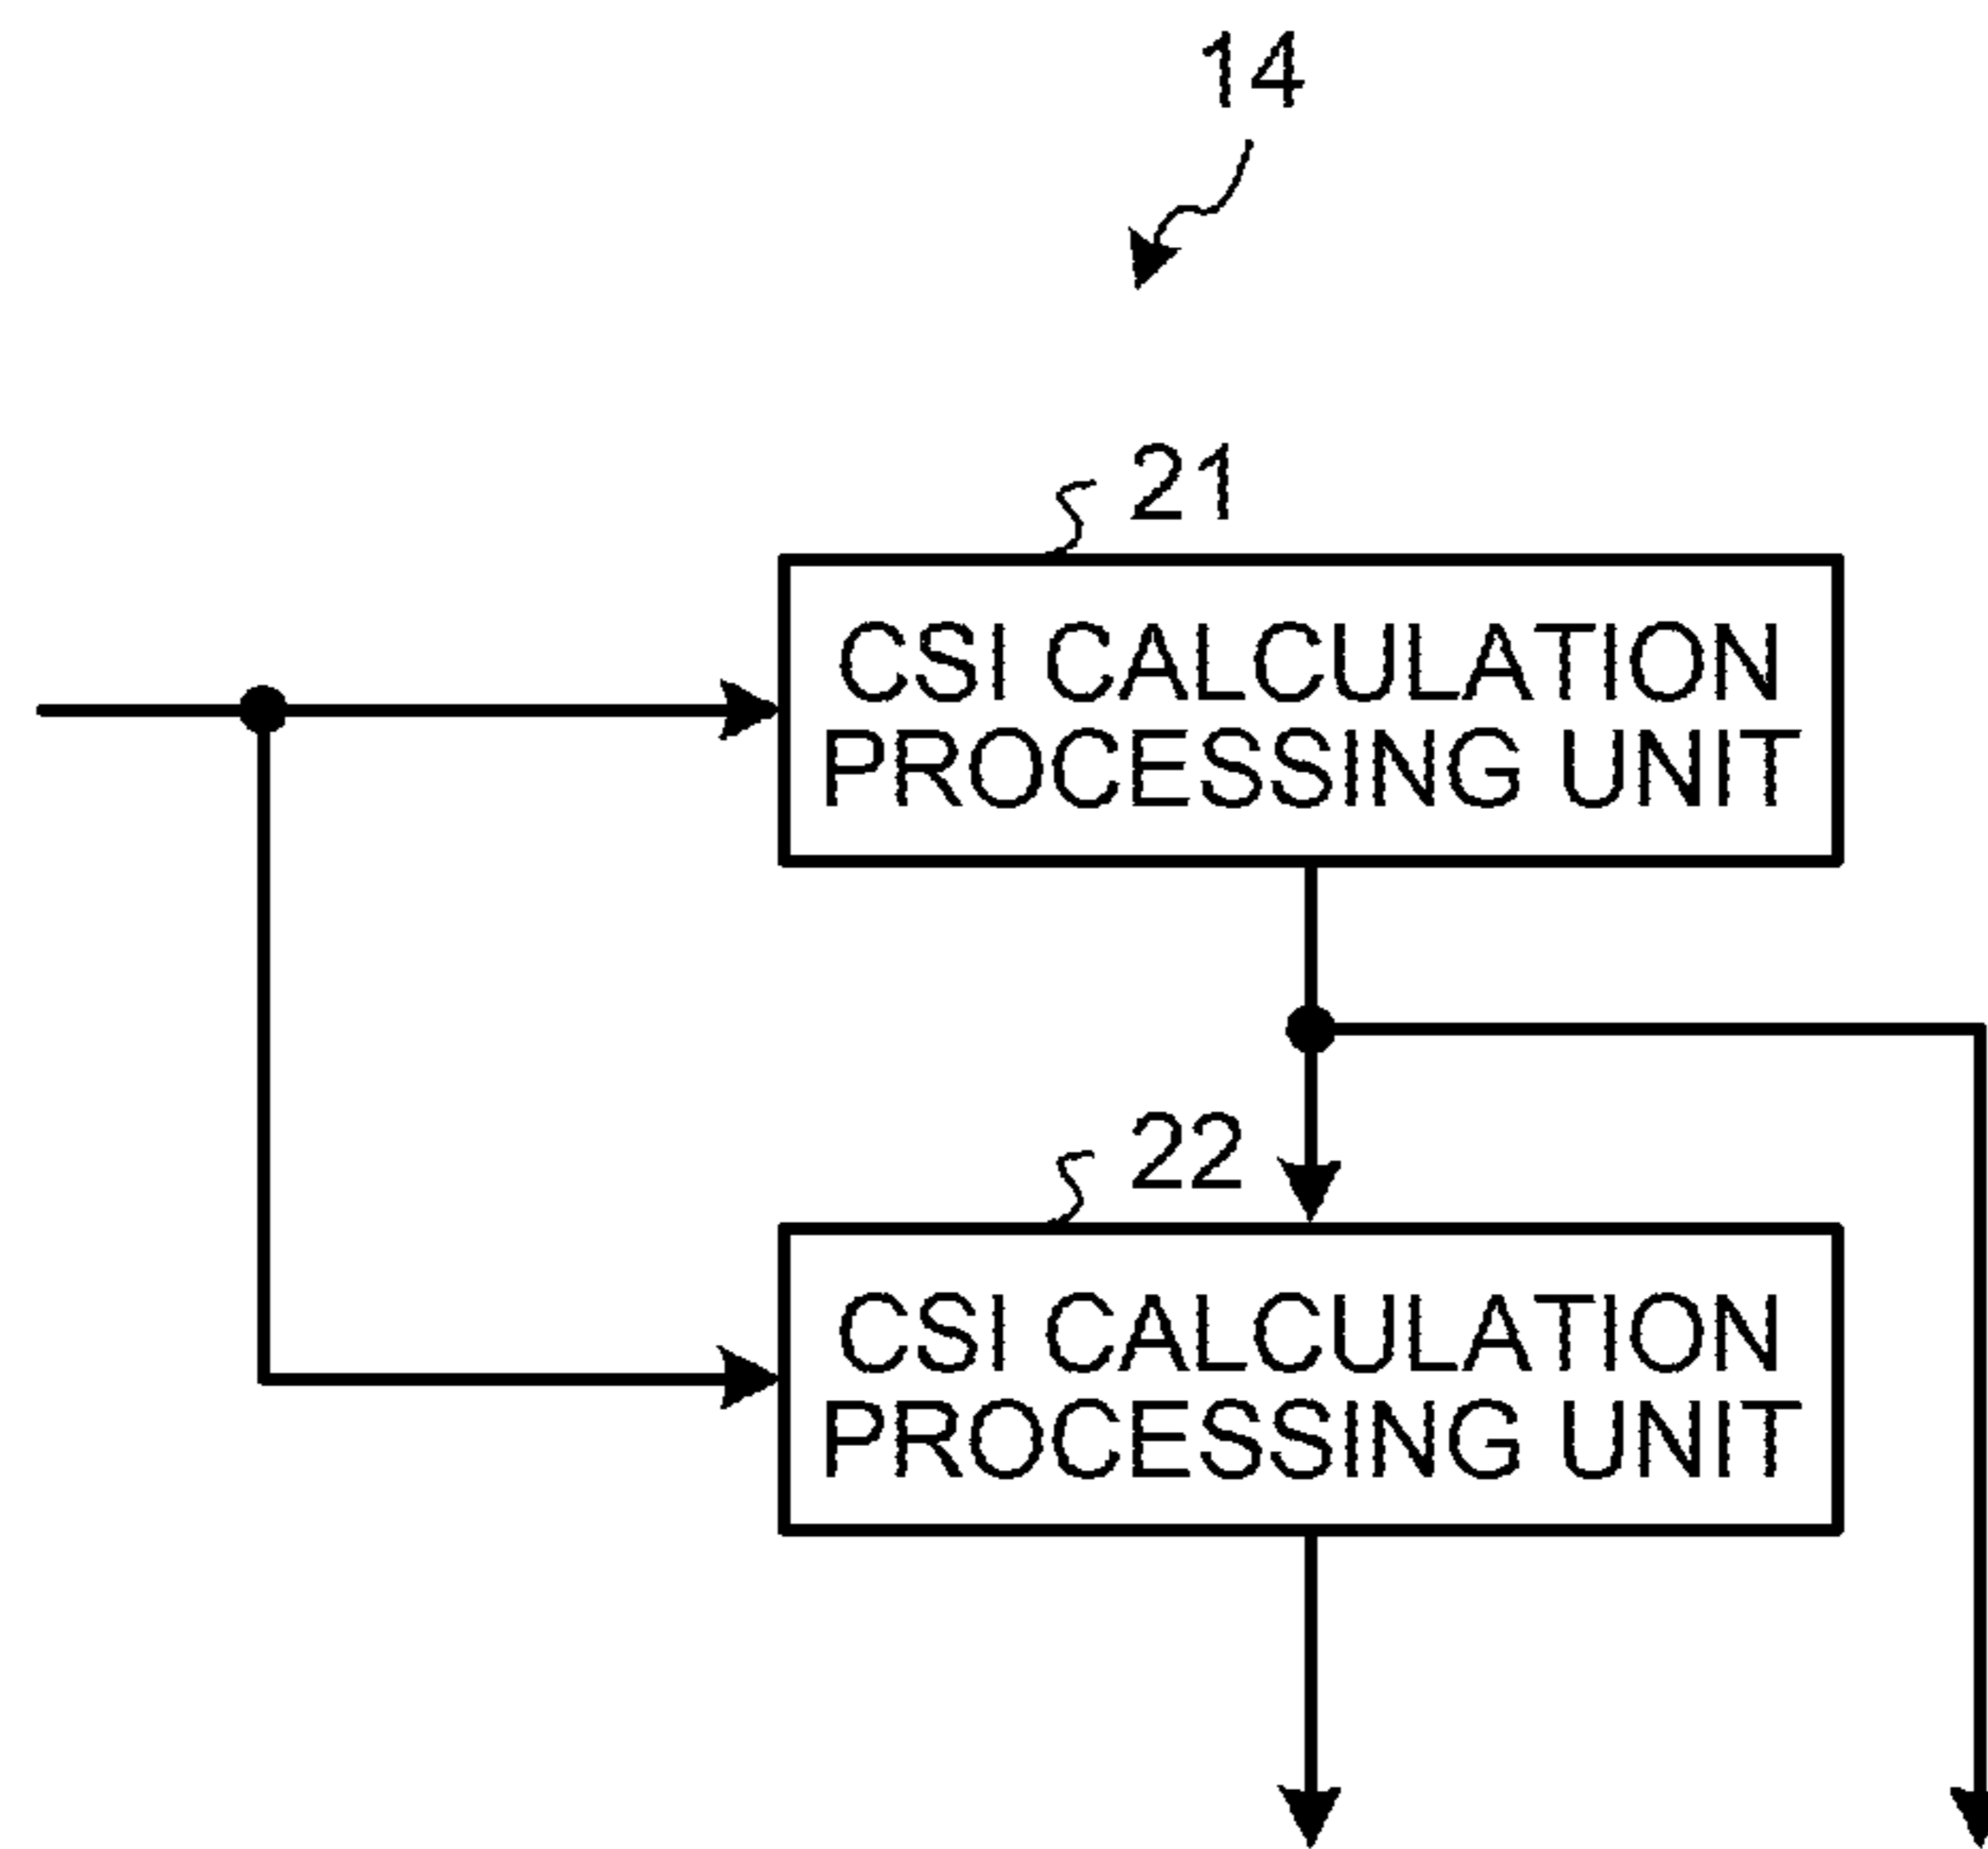 14
21
CSI CALCULATION
PROCESSING UNIT
22
CSI CALCULATION
PROCESSING UNIT